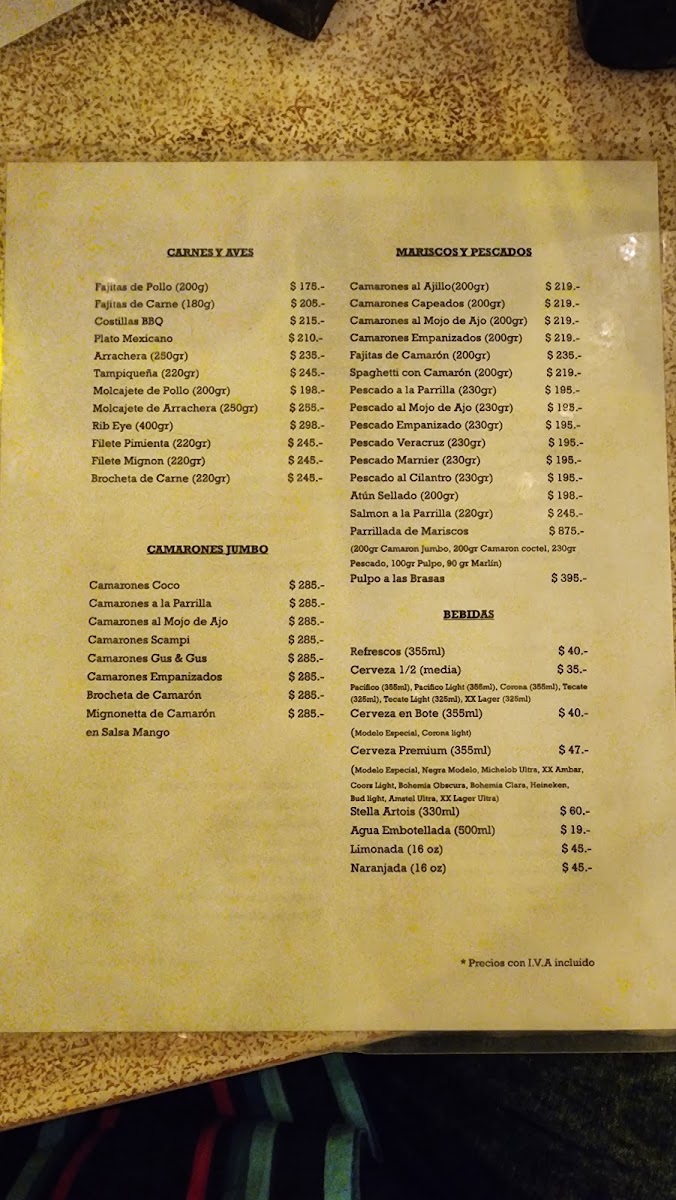 CARNES Y AVES
Fajitas de Pollo (200g) $ 175.-
Fajitas de Carne (180g) $ 205.-
Costillas BBQ $ 215.-
Plato Mexicano $ 210.-
Arrachera (250gr) $ 235.-
Tampiqueña (220gr) $ 245.-
Molcajete de Pollo (200gr) $ 198.-
Molcajete de Arrachera (250gr) $ 255.-
Rib Eye (400gr) $ 298.-
Filete Pimienta (220gr) $ 245.-
Filete Mignon (220gr) $ 245.-
Brocheta de Carne (220gr) $ 245.-
CAMARONES JUMBO
Camarones Coco $ 285.-
Camarones a la Parrilla $ 285.-
Camarones al Mojo de Ajo $ 285.-
Camarones Scampi $ 285.-
Camarones Gus & Gus $ 285.-
Camarones Empanizados $ 285.-
Brocheta de Camarón $ 285.-
Mignonetta de Camarón $ 285.-
en Salsa Mango
MARISCOS Y PESCADOS
Camarones al Ajillo(200gr) $ 219.-
Camarones Capeados (200gr) $ 219.-
Camarones al Mojo de Ajo (200gr) $ 219.-
Camarones Empanizados (200gr) $ 219.-
Fajitas de Camarón (200gr) $ 235.-
Spaghetti con Camarón (200gr) $ 219.-
Pescado a la Parrilla (230gr) $ 195.-
Pescado al Mojo de Ajo (230gr) $ 195.-
Pescado Empanizado (230gr) $ 195.-
Pescado Veracruz (230gr) $ 195.-
Pescado Marnier (230gr) $ 195.-
Pescado al Cilantro (230gr) $ 195.-
Atún Sellado (200gr) $ 198.-
Salmon a la Parrilla (220gr) $ 245.-
Parrillada de Mariscos $ 875.-
(200gr Camaron Jumbo, 200gr Camaron coctel, 230gr
Pescado, 100gr Pulpo, 90 gr Marlín)
Pulpo a las Brasas $ 395.-
BEBIDAS
Refrescos (355ml) $ 40.-
Cerveza 1/2 (media) $ 35.-
Pacifico (355ml), Pacifico Light (355ml), Corona (355ml), Tecate
(325ml), Tecate Light (325ml), XX Lager (325ml)
Cerveza en Bote (355ml) $ 40.-
(Modelo Especial, Corona light)
Cerveza Premium (355ml) $ 47.-
(Modelo Especial, Negra Modelo, Michelob Ultra, XX Ambar,
Coors Light, Bohemia Obscura, Bohemia Clara, Heineken,
Bud light, Amstel Ultra, XX Lager Ultra)
Stella Artois (330ml) $ 60.-
Agua Embotellada (500ml) $ 19.-
Limonada (16 oz) $ 45.-
Naranjada (16 oz) $ 45.-
* Precios con I.V.A incluido